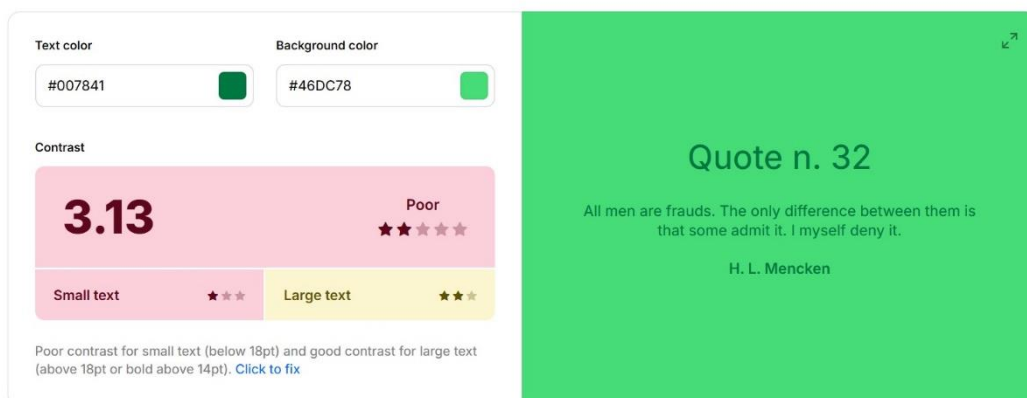 Text color
Background color
#007841
#46DC78
Contrast
3.13
Poor
Small text
Large text
Poor contrast for small text (below 18pt) and good contrast for large text
(above 18pt or bold above 14pt). Click to fix
Quote n. 32
All men are frauds. The only difference between them is
that some admit it. I myself deny it.
H. L. Mencken